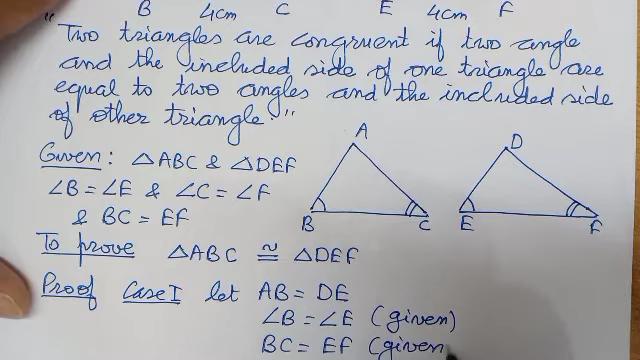 B 4cm C E 4cm F
"Two triangles are congruent if two angle
and the included side of one triangle are
equal to two angles and the included side
of other triangle."
Given: △ABC & △DEF
∠B = ∠E & ∠C = ∠F
& BC = EF
A
B C
D
E F
To prove △ABC ≅ △DEF
Proof Case I let AB = DE
∠B = ∠E (given)
BC = EF (given